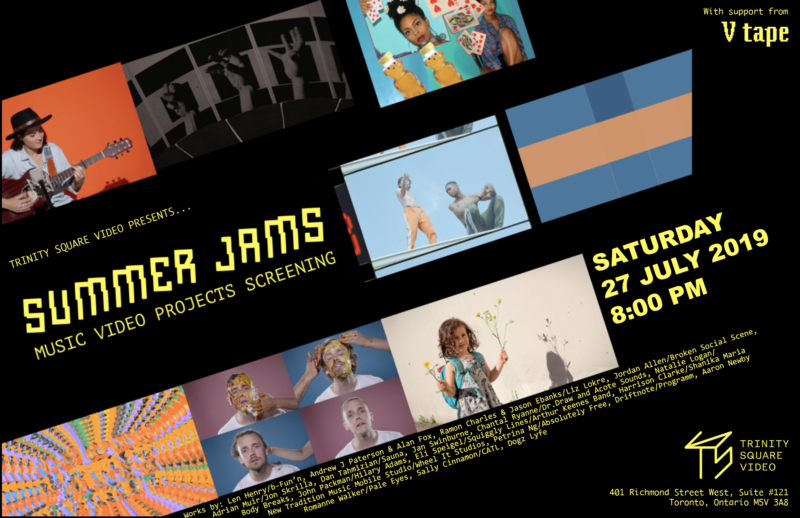 With support from
V tape
TRINITY SQUARE VIDEO PRESENTS...
SUMMER JAMS
MUSIC VIDEO PROJECTS SCREENING
SATURDAY
27 JULY 2019
8:00 PM
Works by: Len Henry/b-Fun'n, Andrew J Paterson & Alan Fox, Ramon Charles & Jason Ebanks/Liz Lokre, Jordan Allen/Broken Social Scene,
Adrian Muir/Jon Skrilla, Dan Tahmizian/Sauna, Jan Swinburne, Chantal Ryanne/Dr.Draw and Acote Sounds, Natalie Logan/
Body Breaks, John Packman/Hilary Adams, Eli Speigel/Squiggly Lines/Arthur Keenes Band, Harrison Clarke/Shanika Maria
New Tradition Music Mobile Studio/Wheel It Studios, Petrina Ng/Absolutely Free, Driftnote/Programm, Aaron Newby
Romanne Walker/Pale Eyes, Sally Cinnamon/CATL, Dogz Lyfe
TRINITY
SQUARE
VIDEO
401 Richmond Street West, Suite #121
Toronto, Ontario M5V 3A8